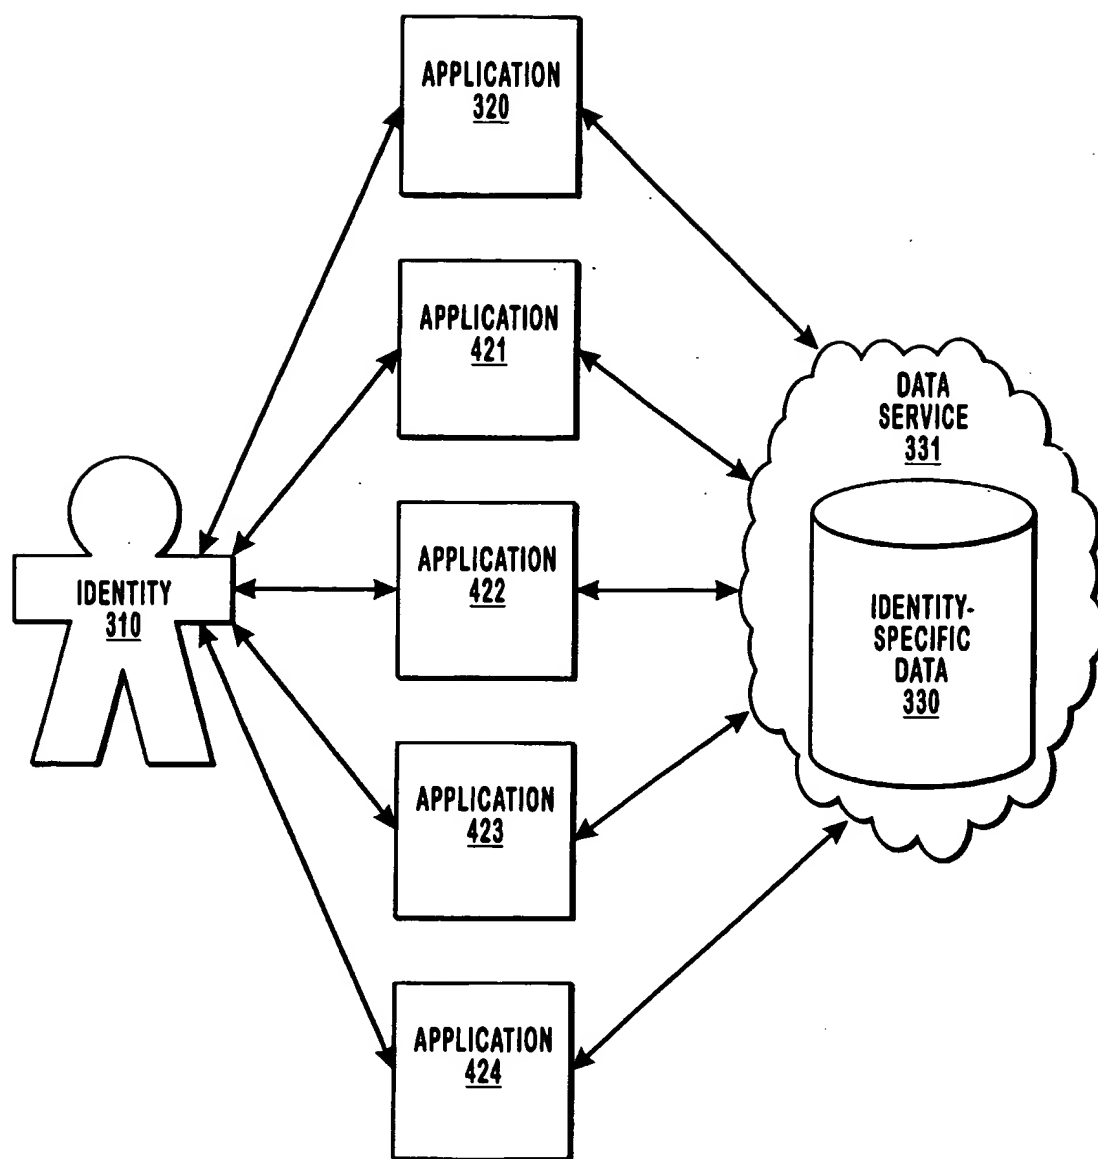 APPLICATION
320
APPLICATION
421
DATA
SERVICE
331
IDENTITY
310
APPLICATION
422
IDENTITY-
SPECIFIC
DATA
330
APPLICATION
423
APPLICATION
424